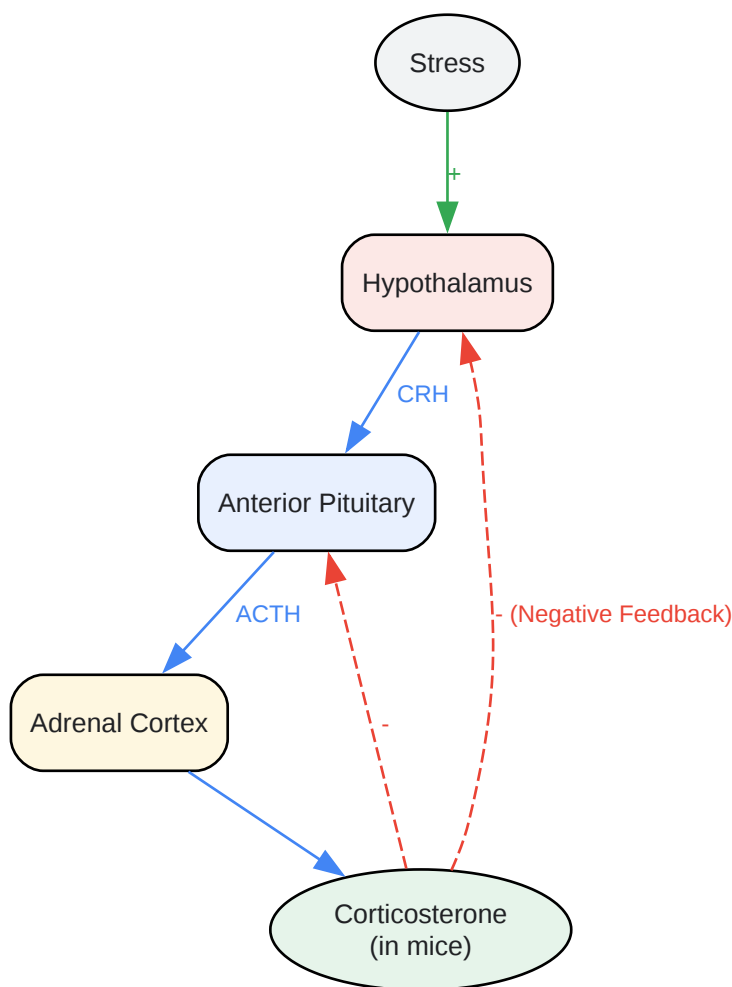 Stress
+
Hypothalamus
CRH
Anterior Pituitary
ACTH
- (Negative Feedback)
Adrenal Cortex
-
Corticosterone
(in mice)